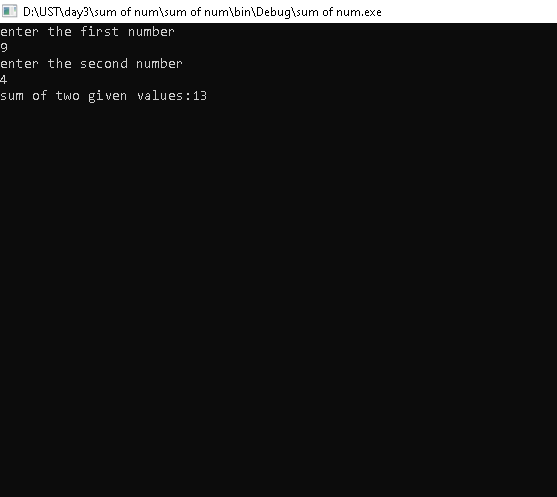 D:\UST\day3\sum of num\sum of num\bin\Debug\sum of num.exe
enter the first number
9
enter the second number
4
sum of two given values:13